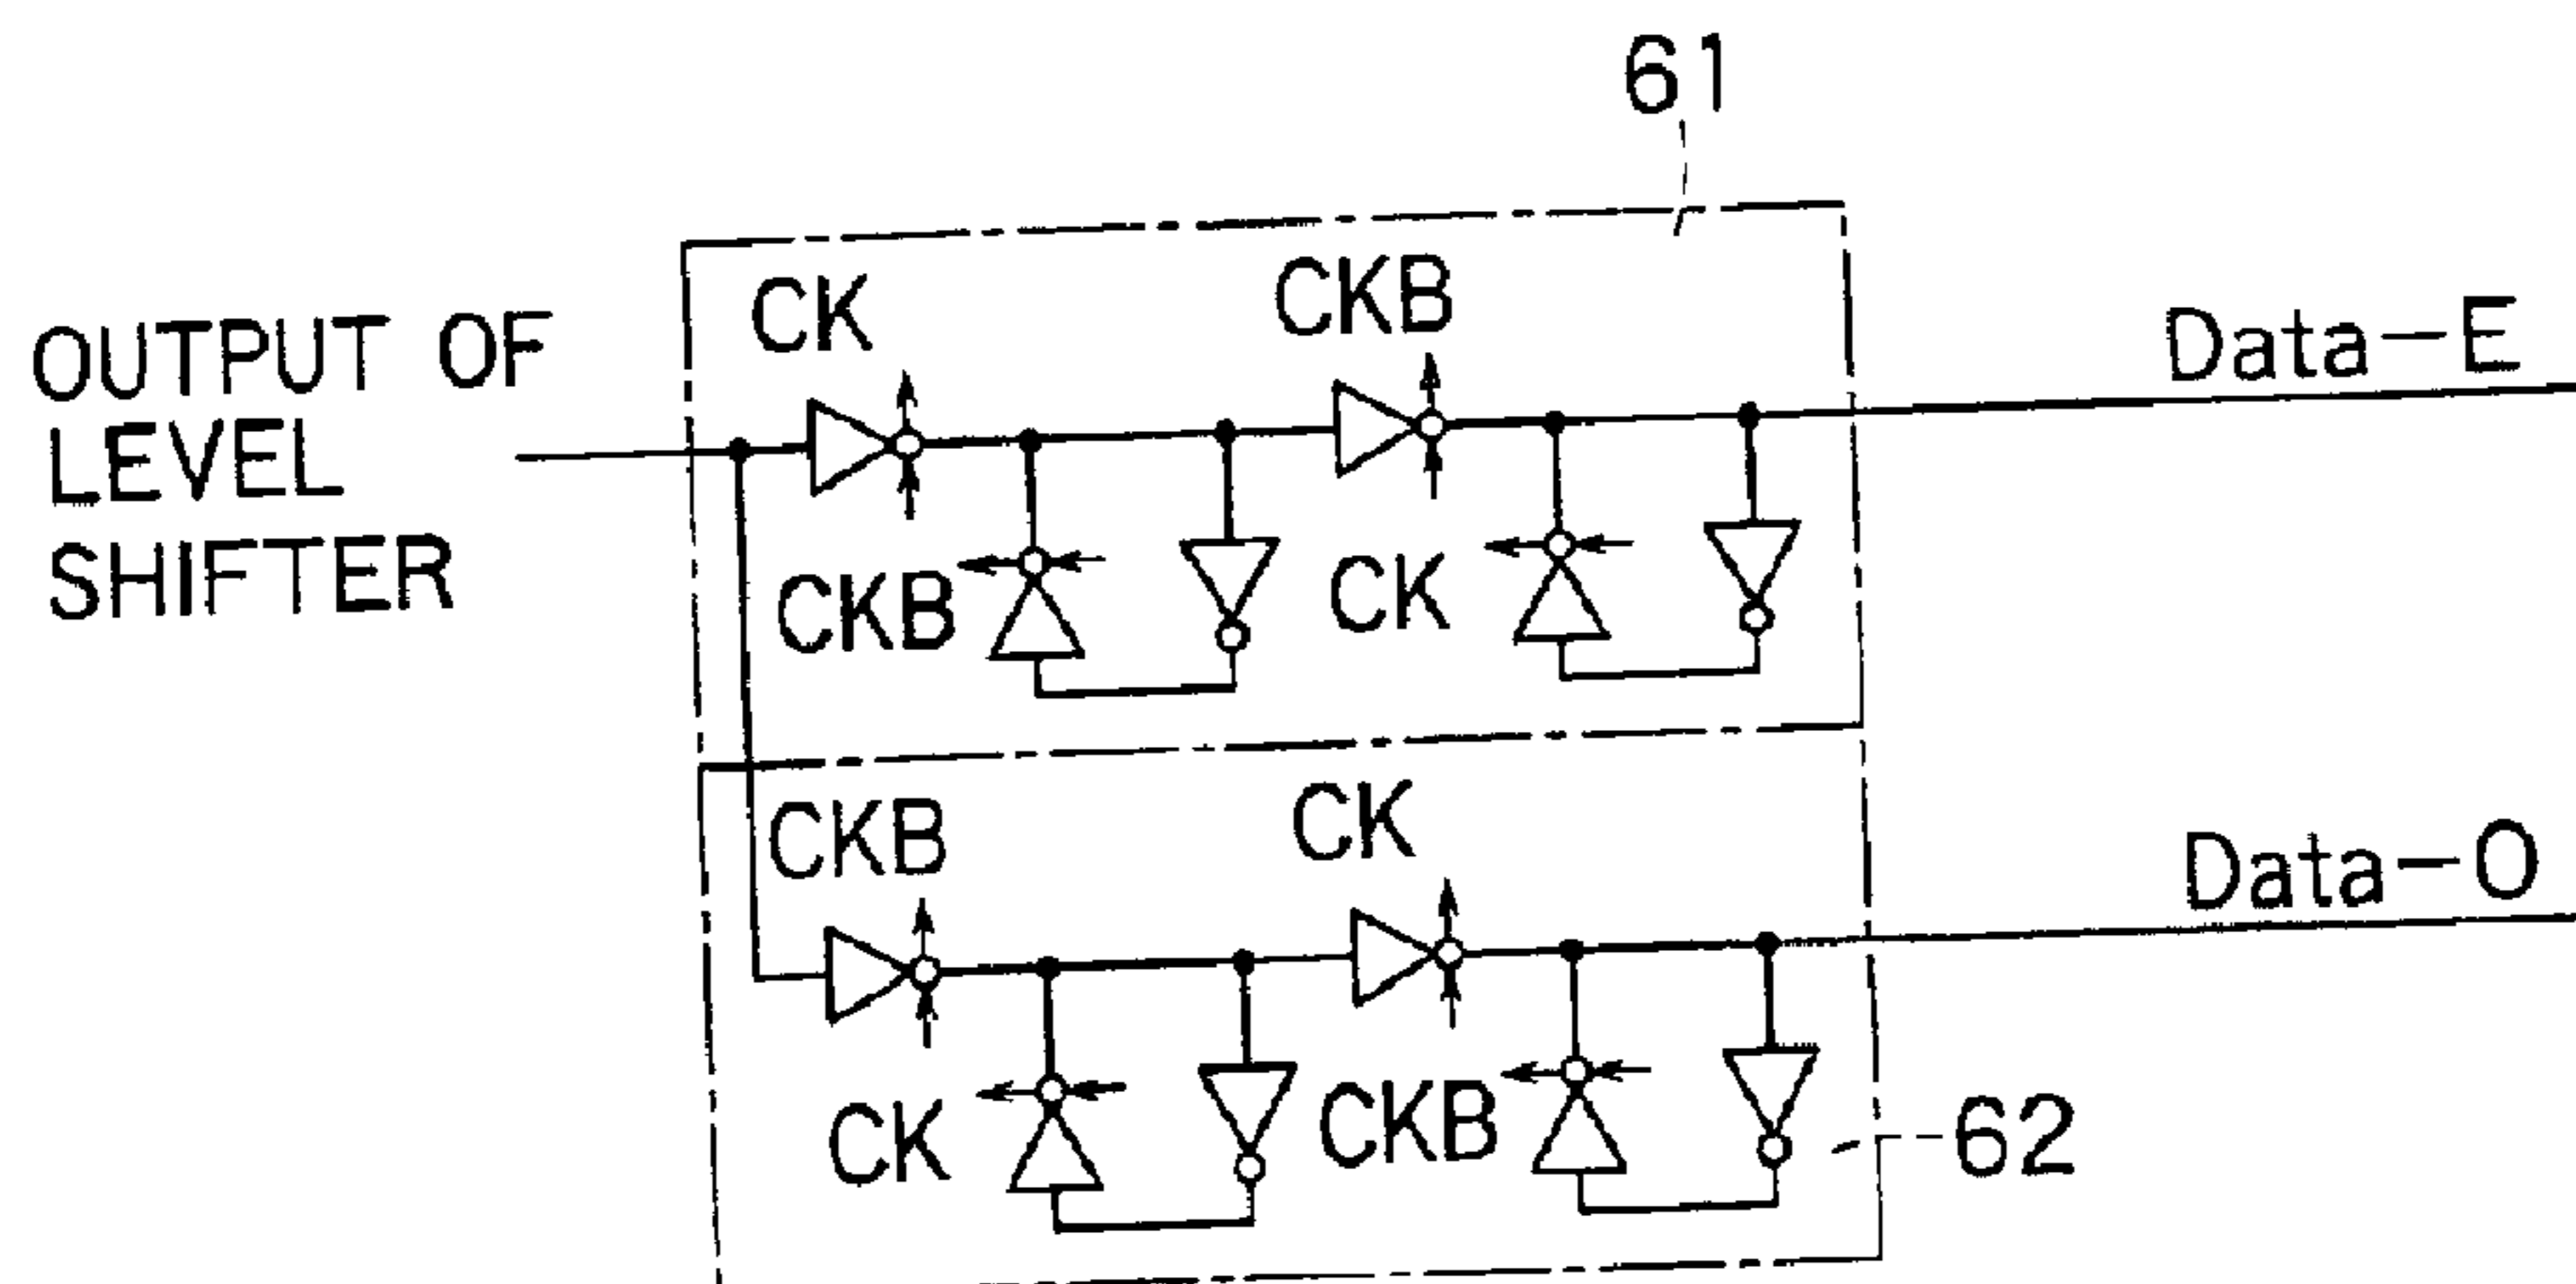 61
CK
CKB
OUTPUT OF
LEVEL
SHIFTER
Data-E
CKB
CK
CKB
CK
Data-O
CK
CKB
62